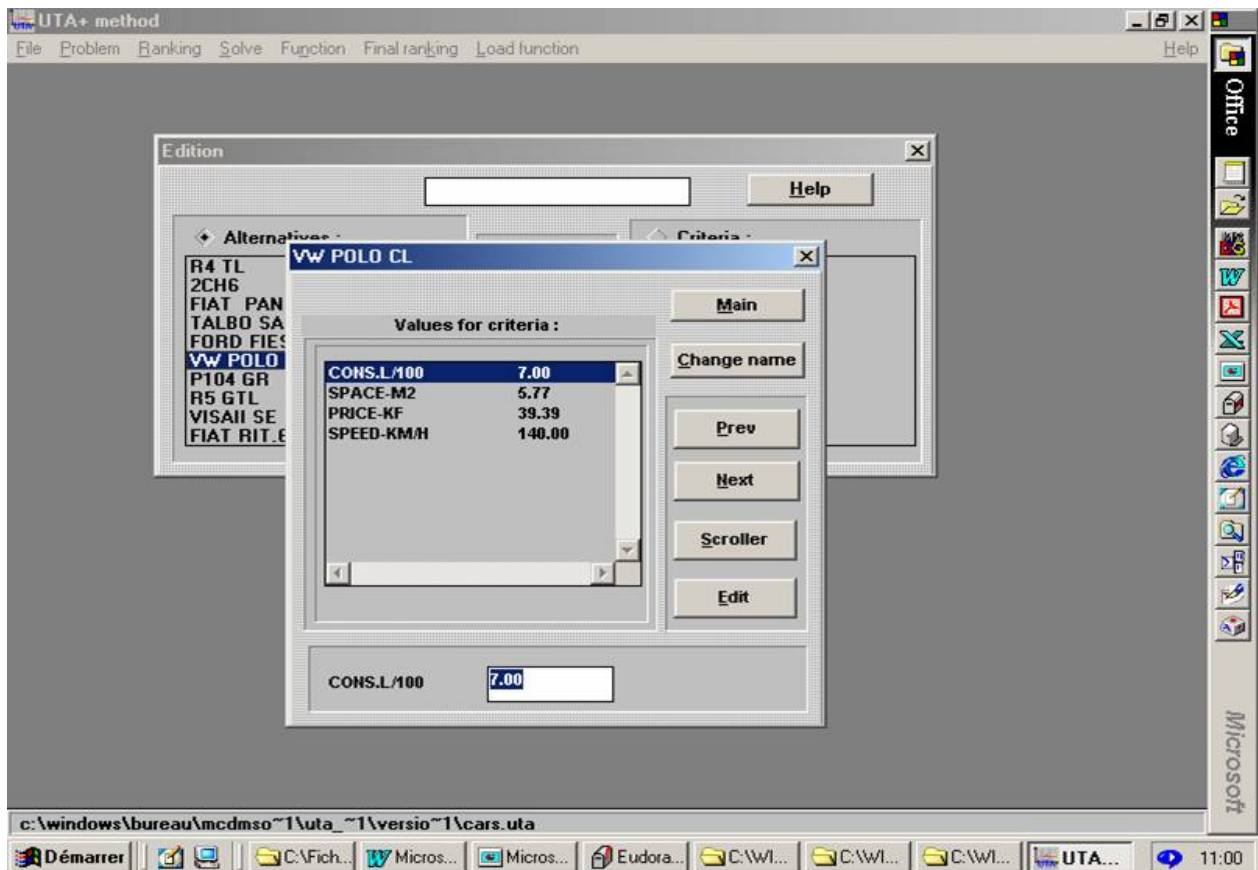 UTA+ method
File Problem Ranking Solve Function Final ranking Load function Help
Office
Edition
Help
Alternatives :
Criteria :
R4 TL
2CH6
FIAT PAN
TALBO SA
FORD FIES
VW POLO
P104 GR
R5 GTL
VISAII SE
FIAT RIT.6
VW POLO CL
Values for criteria :
CONS.L/100 7.00
SPACE-M2 5.77
PRICE-KF 39.39
SPEED-KM/H 140.00
Main
Change name
Prev
Next
Scroller
Edit
CONS.L/100 7.00
Microsoft
c:\windows\bureau\mcdmso~1\uta_~1\versio~1\cars.uta
Démarrer C:\Fich... Micros... Micros... Eudora... C:\WI... C:\WI... C:\WI... UTA... 11:00